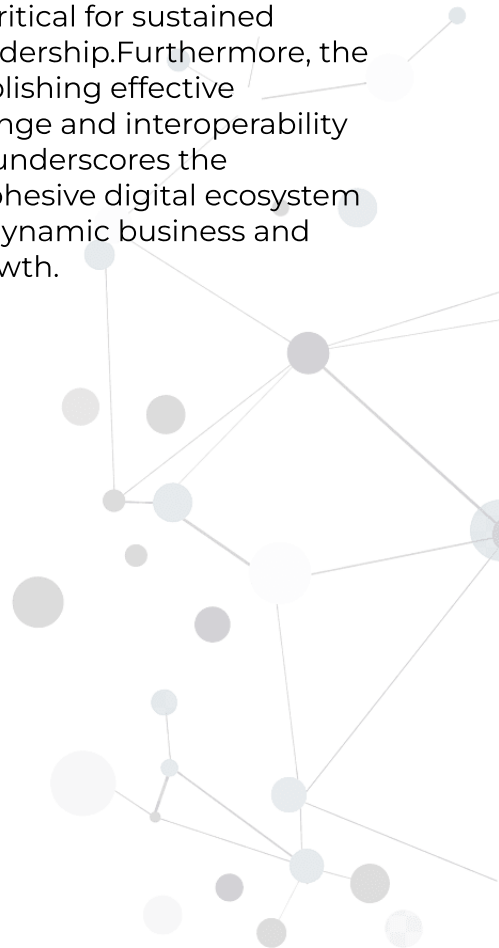 ritical for sustained
dership.Furthermore, the
lishing effective
nge and interoperability
underscores the
ohesive digital ecosystem
ynamic business and
wth.